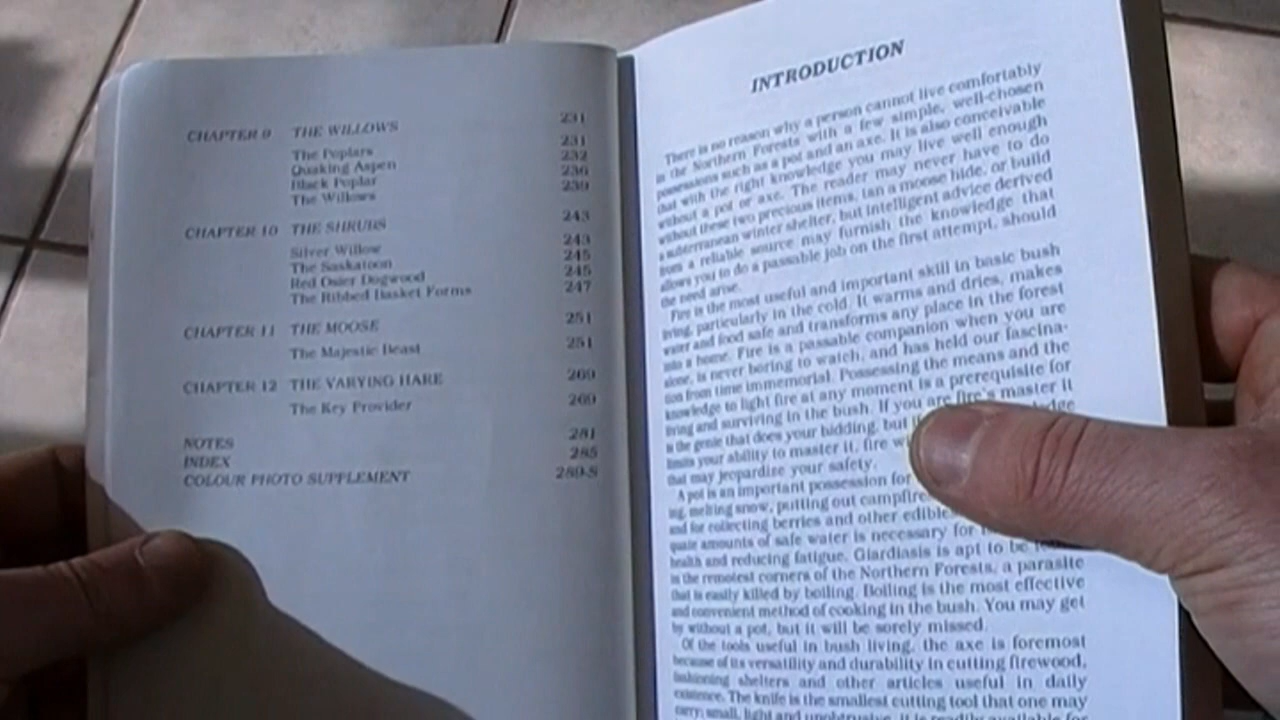 CHAPTER 9 THE WILLOWS 231
The Poplars 231
Quaking Aspen 232
Black Poplar 236
The Willows 239
CHAPTER 10 THE SHRUBS 243
Silver Willow 243
The Saskatoon 245
Red Osier Dogwood 245
The Ribbed Basket Forms 247
CHAPTER 11 THE MOOSE 251
The Majestic Beast 251
CHAPTER 12 THE VARYING HARE 269
The Key Provider 269
NOTES 281
INDEX 285
COLOUR PHOTO SUPPLEMENT 289-S
INTRODUCTION
There is no reason why a person cannot live comfortably
in the Northern Forests with a few simple, well-chosen
possessions such as a pot and an axe. It is also conceivable
that with the right knowledge you may live well enough
without a pot or axe. The reader may never have to do
without these two precious items, tan a moose hide, or build
a subterranean winter shelter, but intelligent advice derived
from a reliable source may furnish the knowledge that
allows you to do a passable job on the first attempt, should
the need arise.
Fire is the most useful and important skill in basic bush
living, particularly in the cold. It warms and dries, makes
water and food safe and transforms any place in the forest
into a home. Fire is a passable companion when you are
alone, is never boring to watch, and has held our fascina-
tion from time immemorial. Possessing the means and the
knowledge to light fire at any moment is a prerequisite for
living and surviving in the bush. If you are fire's master it
is the genie that does your bidding, but
limits your ability to master it, fire
that may jeopardize your safety.
A pot is an important possession for
ing, melting snow, putting out
and for collecting berries and other
quate amounts of safe water is necessary for
health and reducing fatigue. Giardiasis is apt to be
in the remotest corners of the Northern Forests, a parasite
that is easily killed by boiling. Boiling is the most effective
and convenient method of cooking in the bush. You may get
by without a pot, but it will be sorely missed.
Of the tools useful in bush living, the axe is foremost
because of its versatility and durability in cutting firewood,
fashioning shelters and other articles useful in daily
existence. The knife is the smallest cutting tool that one may
carry; small, light and unobtrusive, it is readily available for